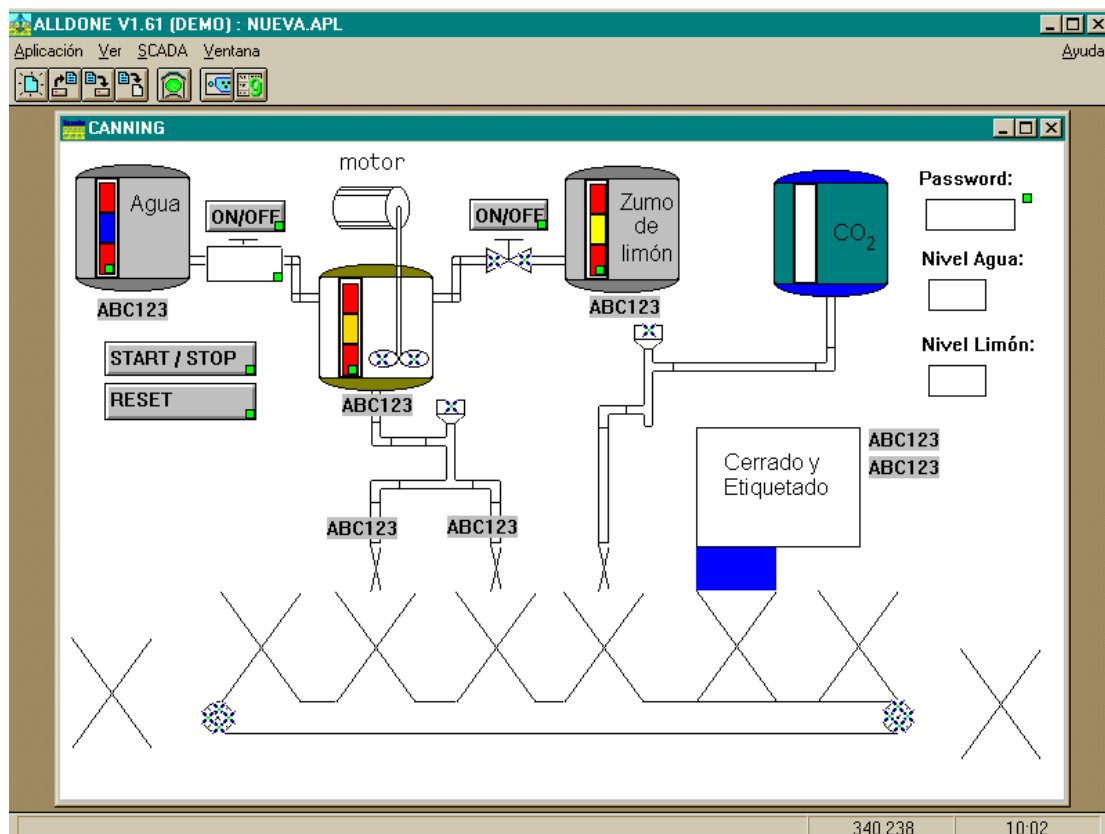 ALLDONE V1.61 (DEMO) : NUEVA.APL
Aplicación Ver SCADA Ventana Ayuda
CANNING
motor
Agua
ON/OFF
ON/OFF
Zumo
de
limón
CO2
Password:
Nivel Agua:
Nivel Limón:
ABC123
ABC123
START / STOP
RESET
ABC123
ABC123
ABC123
Cerrado y
Etiquetado
ABC123
ABC123
340,238 10:02